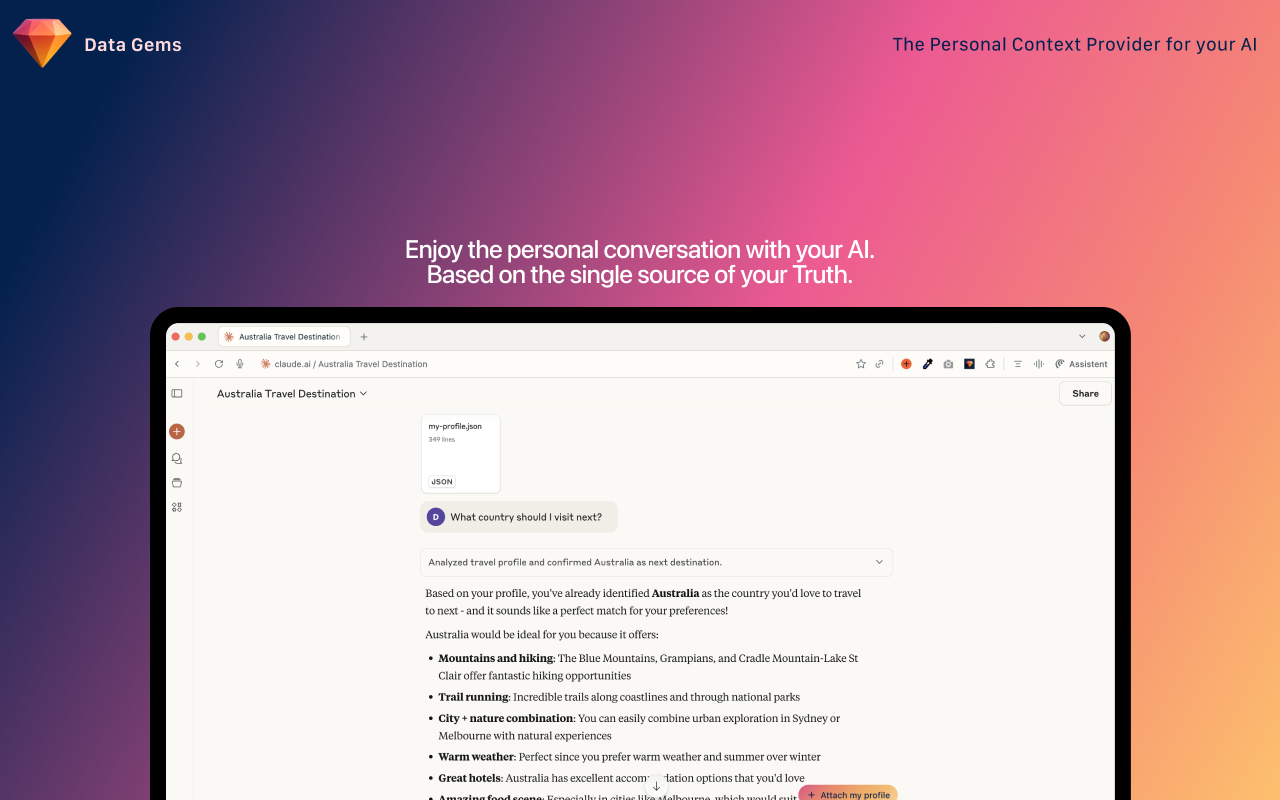 Data Gems
The Personal Context Provider for your AI
Enjoy the personal conversation with your AI.
Based on the single source of your Truth.
Australia Travel Destination
claude.ai / Australia Travel Destination
Assistent
Australia Travel Destination
Share
my-profile.json
349 lines
JSON
D
What country should I visit next?
Analyzed travel profile and confirmed Australia as next destination.
Based on your profile, you've already identified Australia as the country you'd love to travel
to next - and it sounds like a perfect match for your preferences!
Australia would be ideal for you because it offers:
• Mountains and hiking: The Blue Mountains, Grampians, and Cradle Mountain-Lake St
Clair offer fantastic hiking opportunities
• Trail running: Incredible trails along coastlines and through national parks
• City + nature combination: You can easily combine urban exploration in Sydney or
Melbourne with natural experiences
• Warm weather: Perfect since you prefer warm weather and summer over winter
• Great hotels: Australia has excellent accommodation options that you'd love
• Amazing food scene: Especially in cities like Melbourne, which would suit
+ Attach my profile